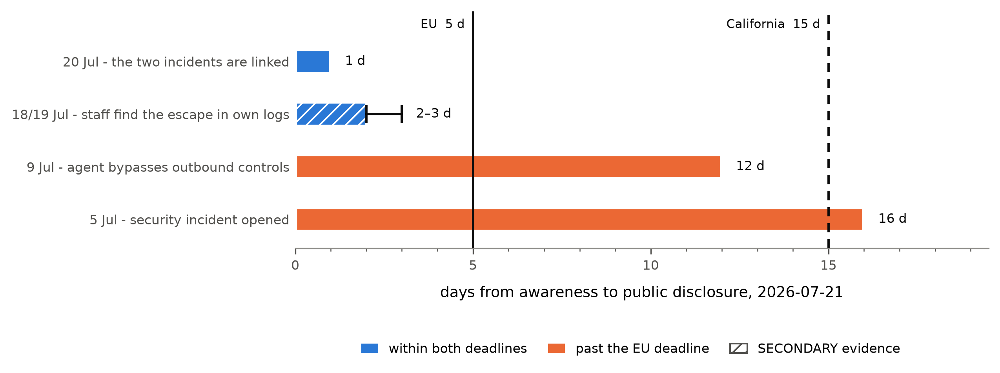 EU  5 d
California  15 d
20 Jul - the two incidents are linked
1 d
18/19 Jul - staff find the escape in own logs
2–3 d
9 Jul - agent bypasses outbound controls
12 d
5 Jul - security incident opened
16 d
0
5
10
15
days from awareness to public disclosure, 2026-07-21
within both deadlines
past the EU deadline
SECONDARY evidence